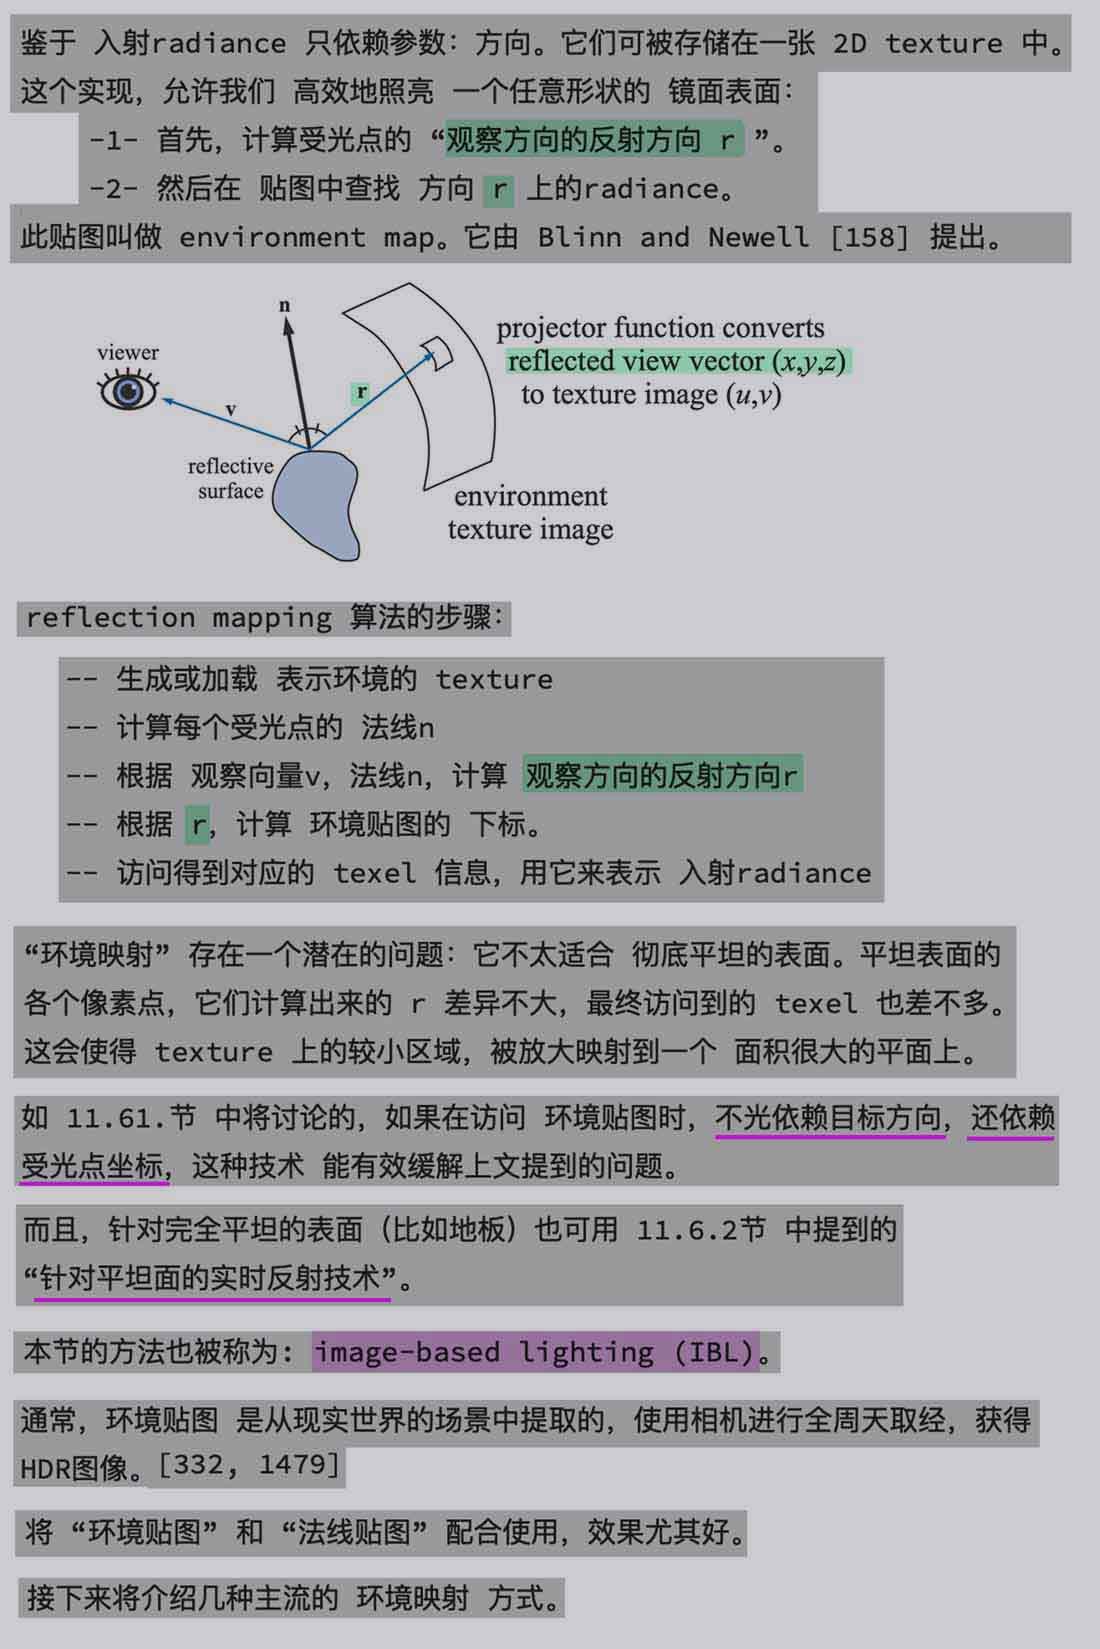 鉴于 入射radiance 只依赖参数：方向。它们可被存储在一张 2D texture 中。
这个实现，允许我们 高效地照亮 一个任意形状的 镜面表面：
-1- 首先，计算受光点的 “观察方向的反射方向 r ”。
-2- 然后在 贴图中查找 方向 r 上的radiance。
此贴图叫做 environment map。它由 Blinn and Newell [158] 提出。
n
viewer
v
r
reflective
surface
projector function converts
reflected view vector (x,y,z)
to texture image (u,v)
environment
texture image
reflection mapping 算法的步骤：
-- 生成或加载 表示环境的 texture
-- 计算每个受光点的 法线n
-- 根据 观察向量v，法线n，计算 观察方向的反射方向r
-- 根据 r，计算 环境贴图的 下标。
-- 访问得到对应的 texel 信息，用它来表示 入射radiance
“环境映射” 存在一个潜在的问题：它不太适合 彻底平坦的表面。平坦表面的
各个像素点，它们计算出来的 r 差异不大，最终访问到的 texel 也差不多。
这会使得 texture 上的较小区域，被放大映射到一个 面积很大的平面上。
如 11.61.节 中将讨论的，如果在访问 环境贴图时，不光依赖目标方向，还依赖
受光点坐标，这种技术 能有效缓解上文提到的问题。
而且，针对完全平坦的表面（比如地板）也可用 11.6.2节 中提到的
“针对平坦面的实时反射技术”。
本节的方法也被称为： image-based lighting (IBL)。
通常，环境贴图 是从现实世界的场景中提取的，使用相机进行全周天取经，获得
HDR图像。[332, 1479]
将 “环境贴图” 和 “法线贴图” 配合使用，效果尤其好。
接下来将介绍几种主流的 环境映射 方式。